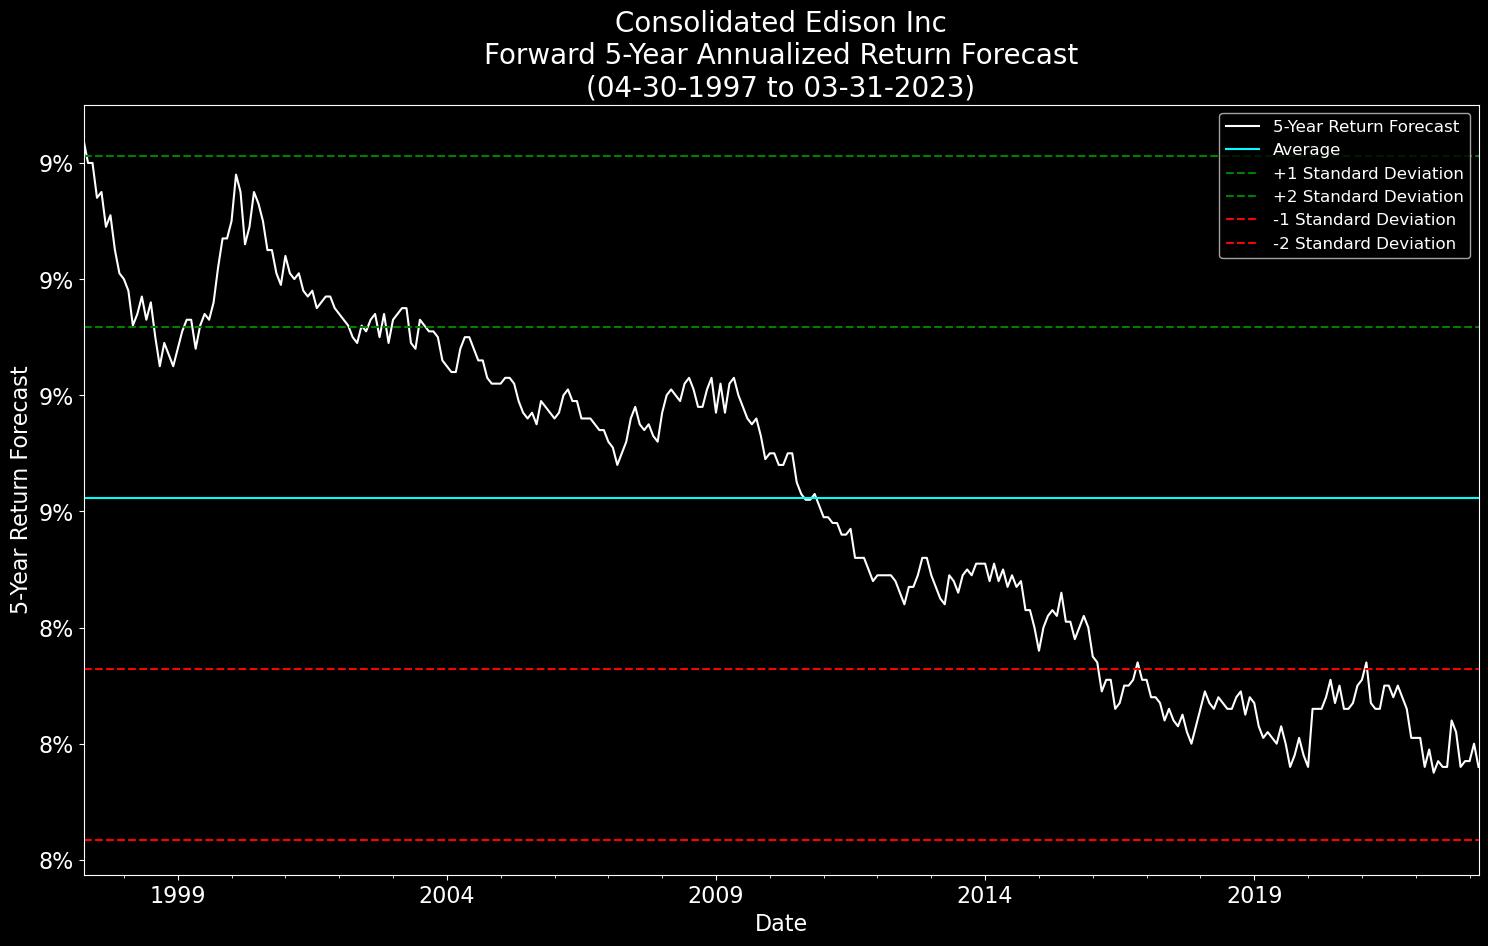 Consolidated Edison Inc
Forward 5-Year Annualized Return Forecast
(04-30-1997 to 03-31-2023)
5-Year Return Forecast
Average
+1 Standard Deviation
+2 Standard Deviation
-1 Standard Deviation
-2 Standard Deviation
9%
9%
9%
9%
8%
8%
8%
5-Year Return Forecast
1999 2004 2009 2014 2019
Date